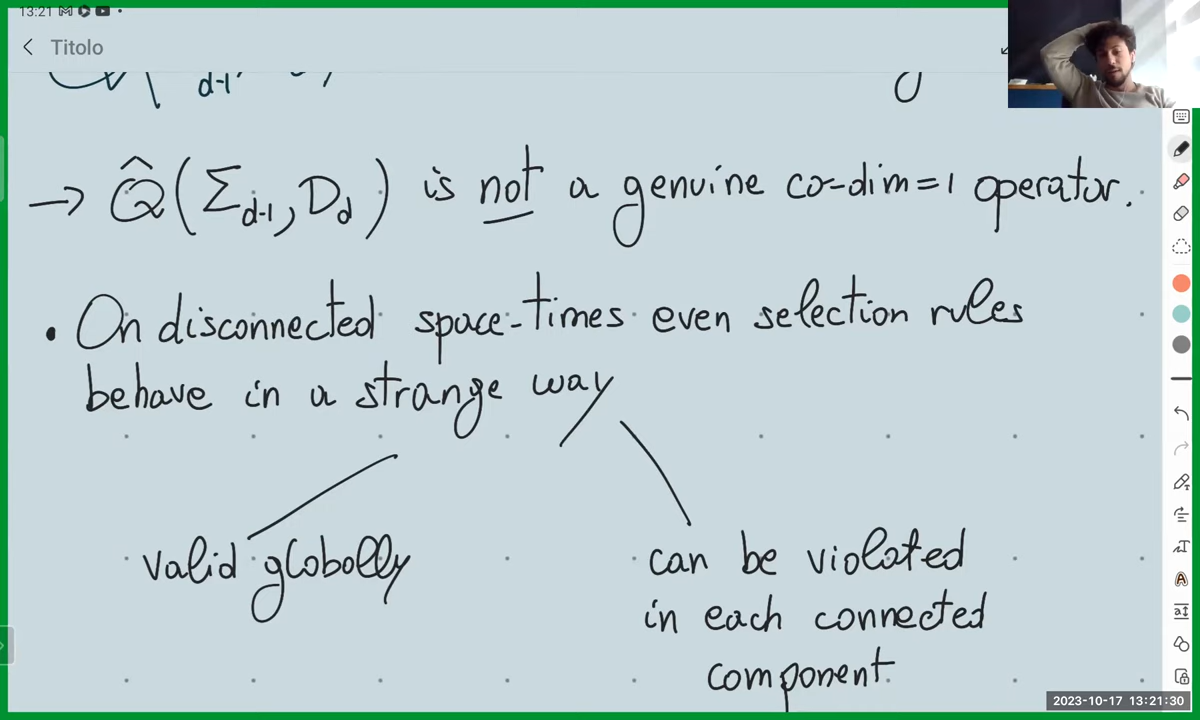 13:21
Titolo
d-1,
→ Q̂(Σ_{d-1}, D_d) is not a genuine co-dim=1 operator.
• On disconnected space-times even selection rules
behave in a strange way
valid globally
can be violated
in each connected
component.
2023-10-17 13:21:30